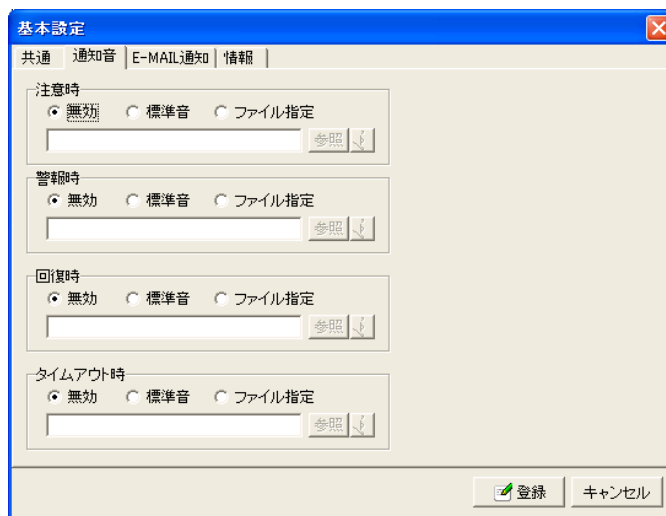 基本設定
共通 通知音 E-MAIL通知 情報
注意時
無効 標準音 ファイル指定
参照
警報時
無効 標準音 ファイル指定
参照
回復時
無効 標準音 ファイル指定
参照
タイムアウト時
無効 標準音 ファイル指定
参照
登録 キャンセル